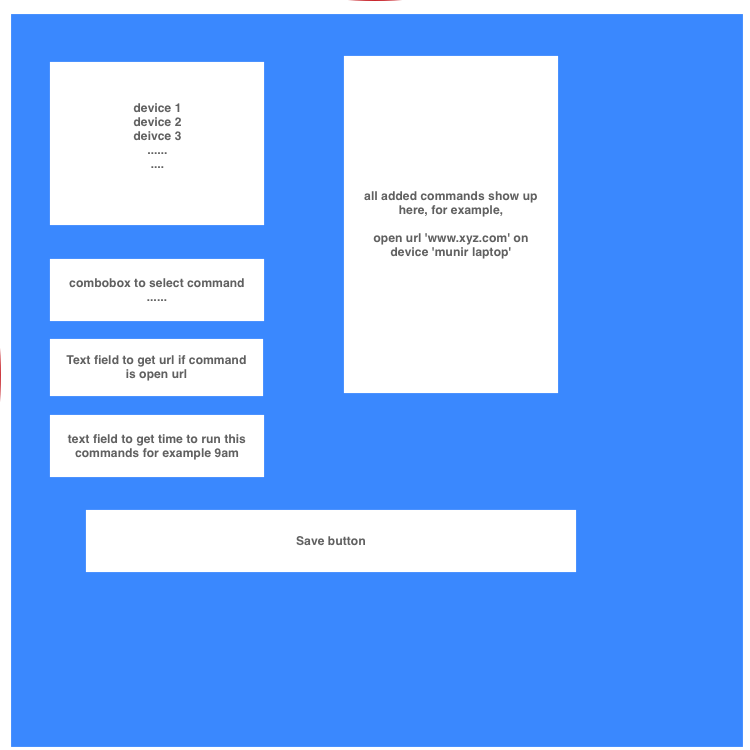 device 1
device 2
deivce 3
......
....
combobox to select command
......
Text field to get url if command
is open url
text field to get time to run this
commands for example 9am
all added commands show up
here, for example,
open url 'www.xyz.com' on
device 'munir laptop'
Save button